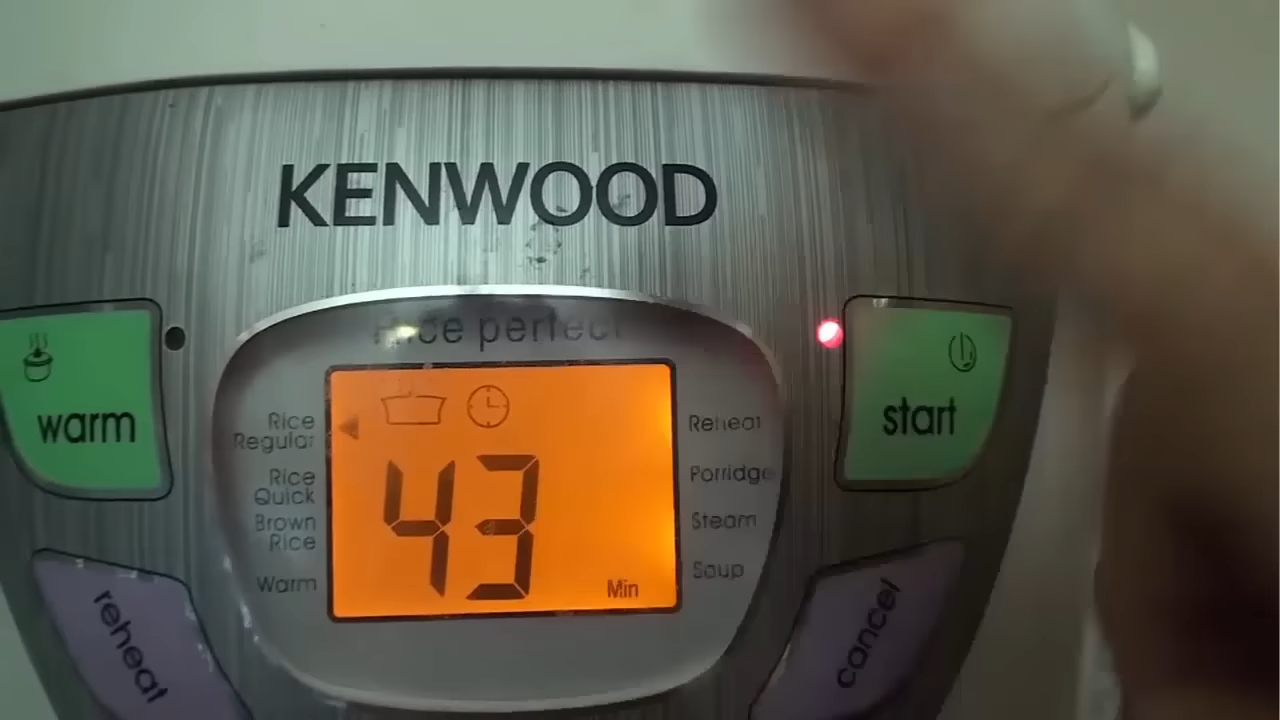 KENWOOD
Rice perfect
warm
start
Rice
Regular
Rice
Quick
Brown
Rice
Warm
43
Min
Reheat
Porridge
Steam
Soup
reheat
cancel